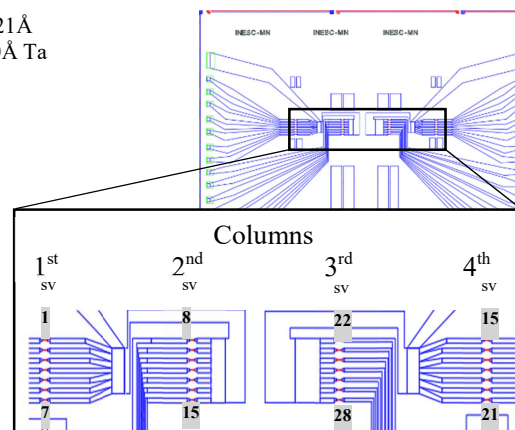 21Å
Å Ta
INESC-MN INESC-MN INESC-MN
Columns
1st 2nd 3rd 4th
sv sv sv sv
1 8 22 15
7 15 28 21